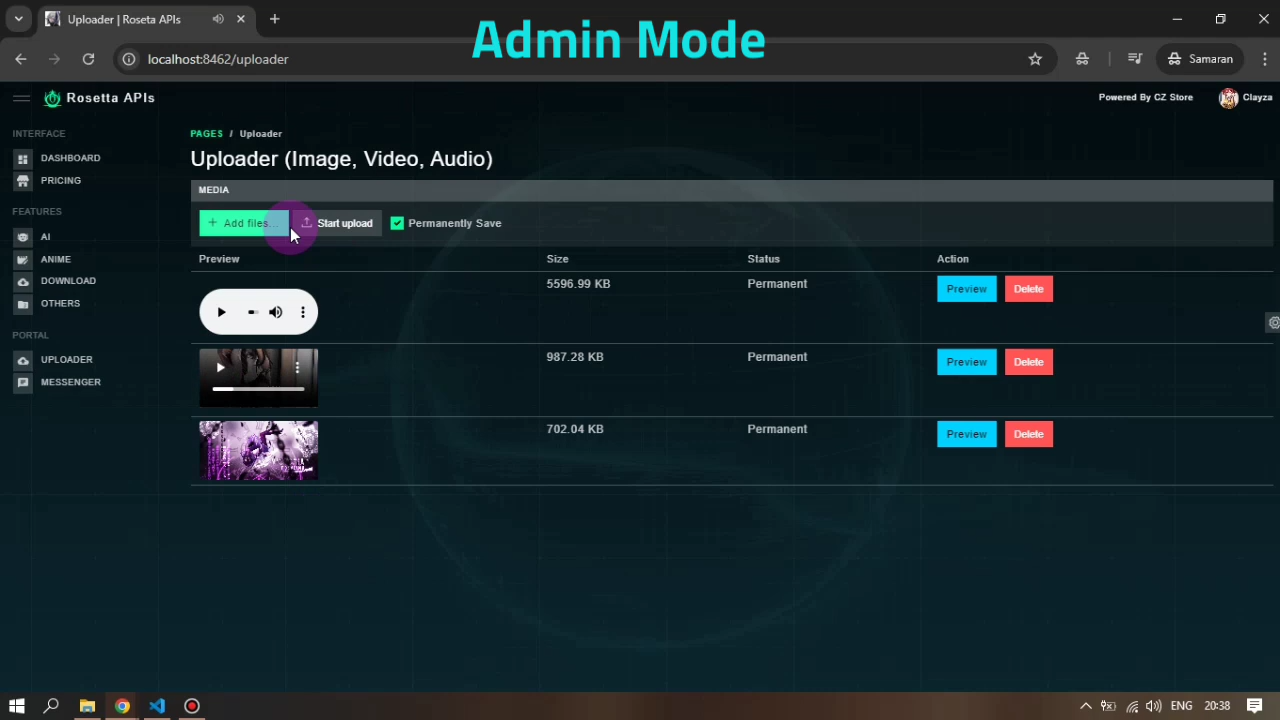 Uploader | Roseta APIs
Admin Mode
localhost:8462/uploader
Samaran
Rosetta APIs
Powered By CZ Store
Clayza
INTERFACE
DASHBOARD
PRICING
FEATURES
AI
ANIME
DOWNLOAD
OTHERS
PORTAL
UPLOADER
MESSENGER
PAGES / Uploader
Uploader (Image, Video, Audio)
MEDIA
+ Add files...
Start upload
Permanently Save
Preview Size Status Action
5596.99 KB Permanent Preview Delete
987.28 KB Permanent Preview Delete
702.04 KB Permanent Preview Delete
ENG 20:38